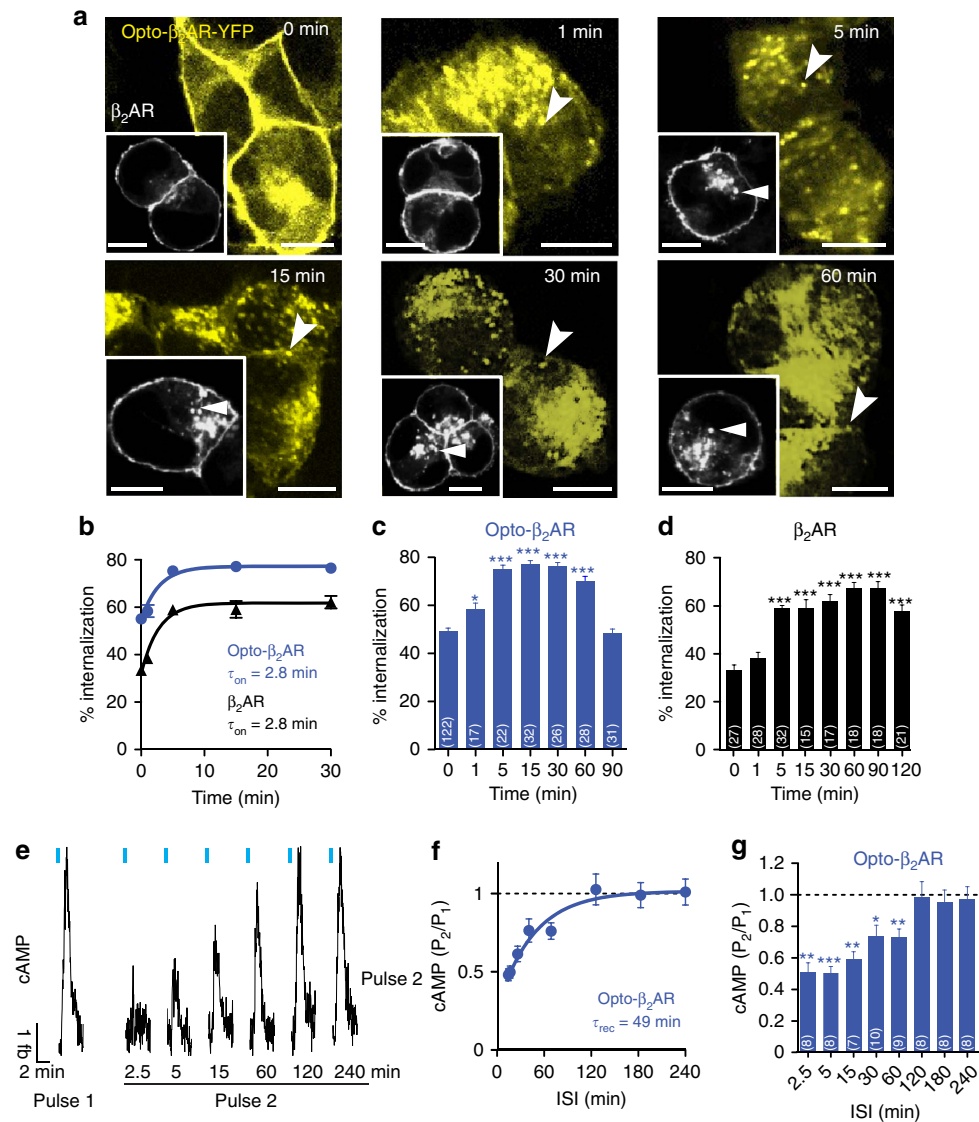 a
Opto-β2AR-YFP
0 min
1 min
5 min
β2AR
15 min
30 min
60 min
b
80
60
40
20
0
% internalization
Opto-β2AR
τon = 2.8 min
β2AR
τon = 2.8 min
0 10 20 30
Time (min)
c
Opto-β2AR
80
60
40
20
0
% internalization
* *** *** *** ***
(122) (17) (22) (32) (26) (28) (31)
0 1 5 15 30 60 90
Time (min)
d
β2AR
80
60
40
20
0
% internalization
*** *** *** *** *** ***
(27) (28) (32) (15) (17) (18) (18) (21)
0 1 5 15 30 60 90 120
Time (min)
e
cAMP
1 fb
2 min
Pulse 1
2.5 5 15 60 120 240 min
Pulse 2
Pulse 2
f
1
0.5
0
cAMP (P2/P1)
Opto-β2AR
τrec = 49 min
0 60 120 180 240
ISI (min)
g
Opto-β2AR
1.2
1.0
0.8
0.6
0.4
0.2
0
cAMP (P2/P1)
** *** ** * **
(8) (8) (7) (10) (9) (8) (8) (8)
2.5 5 15 30 60 120 180 240
ISI (min)